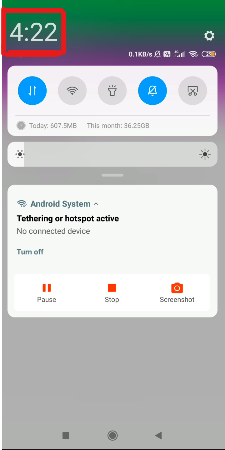 4:22
0.1KB/s
Today: 607.5MB | This month: 36.25GB
Android System
Tethering or hotspot active
No connected device
Turn off
Pause Stop Screenshot